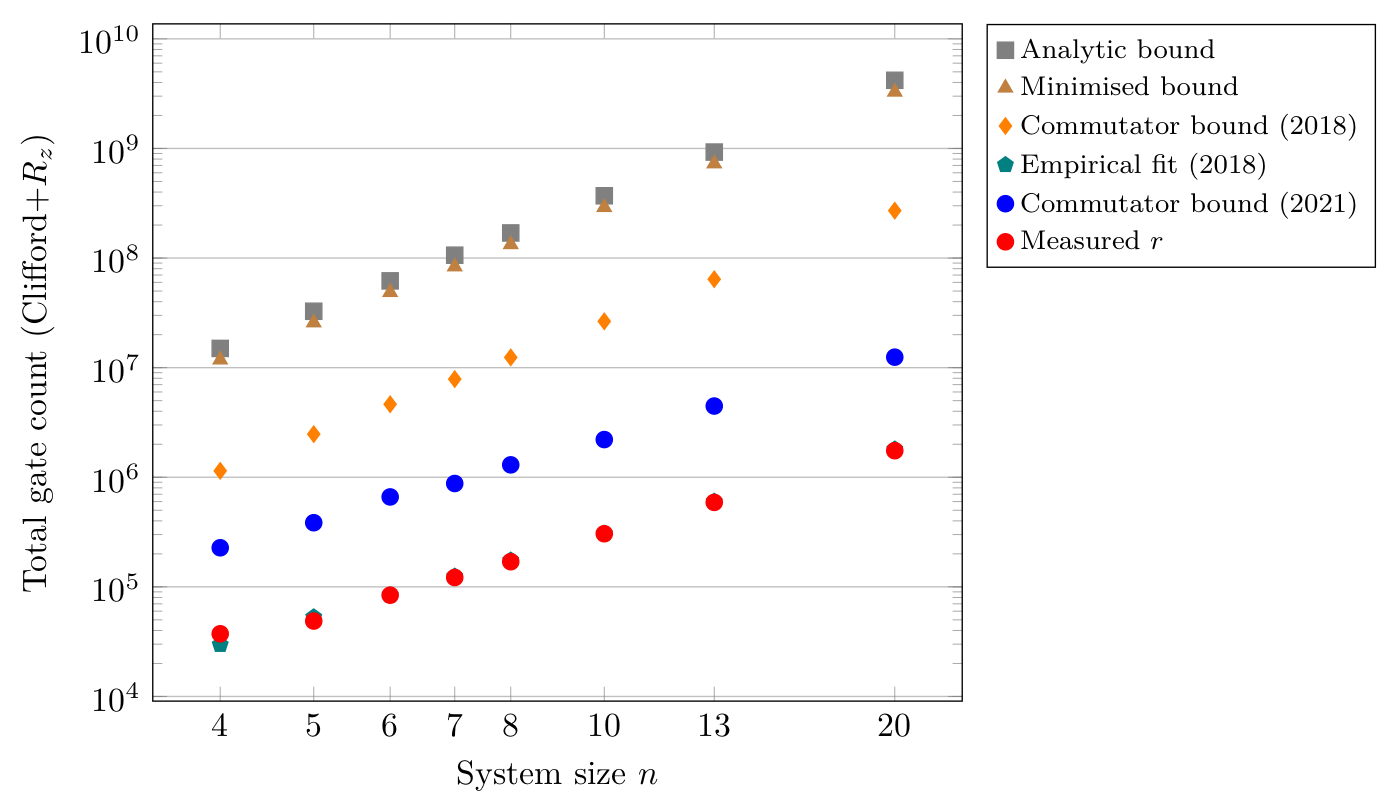 Total gate count (Clifford+R_z)
10^10
10^9
10^8
10^7
10^6
10^5
10^4
4 5 6 7 8 10 13 20
System size n
Analytic bound
Minimised bound
Commutator bound (2018)
Empirical fit (2018)
Commutator bound (2021)
Measured r